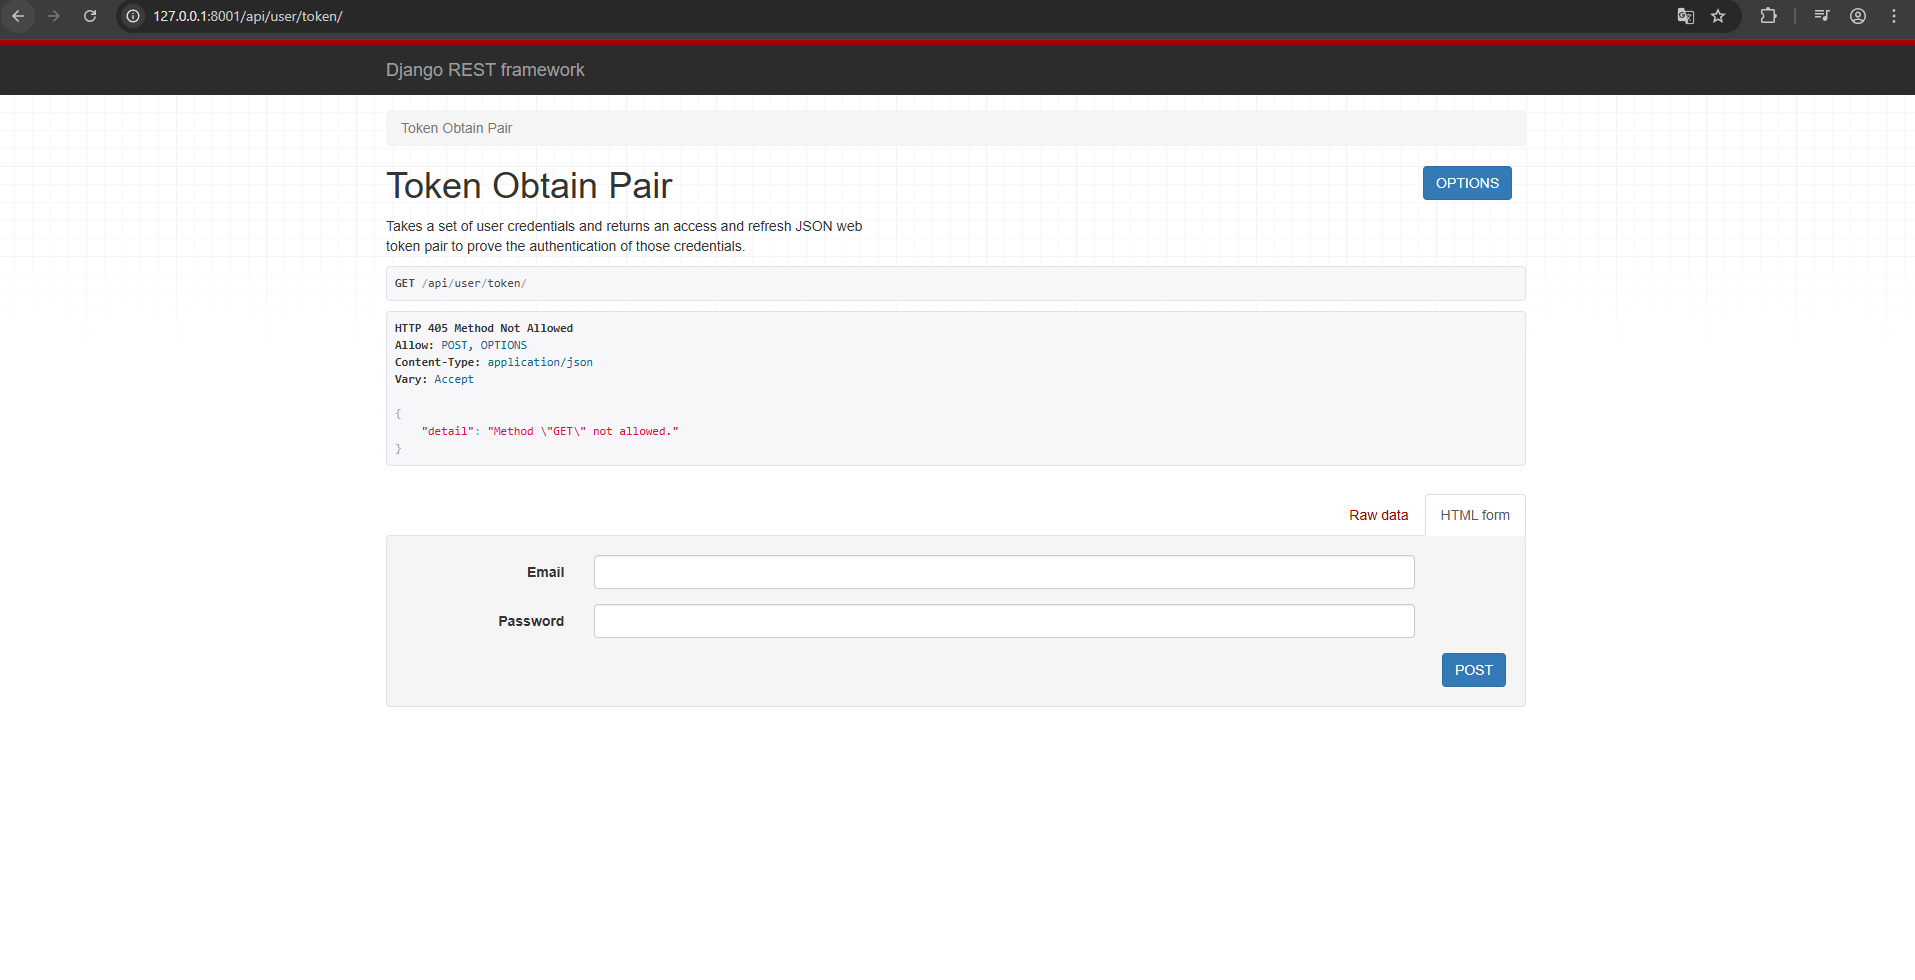 127.0.0.1:8001/api/user/token/
Django REST framework
Token Obtain Pair
Token Obtain Pair
OPTIONS
Takes a set of user credentials and returns an access and refresh JSON web
token pair to prove the authentication of those credentials.
GET /api/user/token/
HTTP 405 Method Not Allowed
Allow: POST, OPTIONS
Content-Type: application/json
Vary: Accept
{
    "detail": "Method \"GET\" not allowed."
}
Raw data
HTML form
Email
Password
POST